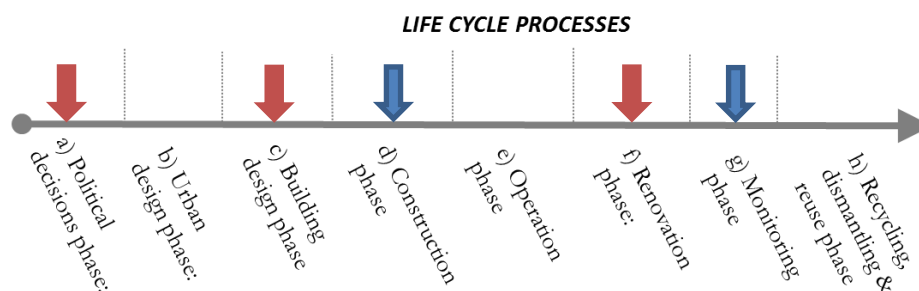 LIFE CYCLE PROCESSES
a) Political
decisions phase:
b) Urban
design phase:
c) Building
design phase
d) Construction
phase
e) Operation
phase
f) Renovation
phase:
g) Monitoring
phase
h) Recycling,
dismantling &
reuse phase